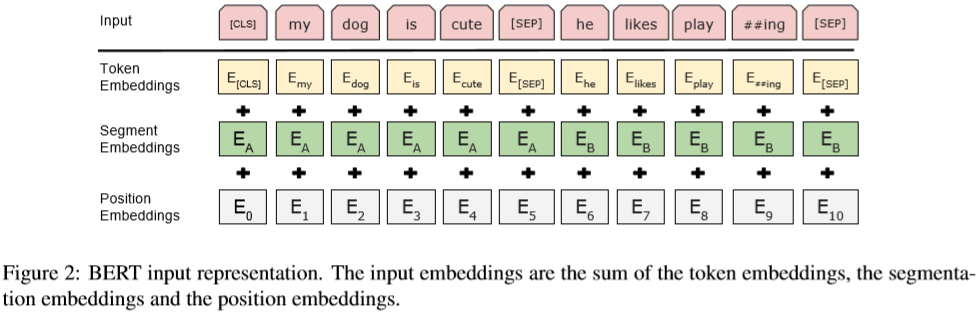 Input [CLS] my dog is cute [SEP] he likes play ##ing [SEP]
Token Embeddings E[CLS] Emy Edog Eis Ecute E[SEP] Ehe Elikes Eplay E##ing E[SEP]
+ + + + + + + + + + +
Segment Embeddings EA EA EA EA EA EA EB EB EB EB EB
+ + + + + + + + + + +
Position Embeddings E0 E1 E2 E3 E4 E5 E6 E7 E8 E9 E10
Figure 2: BERT input representation. The input embeddings are the sum of the token embeddings, the segmenta-
tion embeddings and the position embeddings.